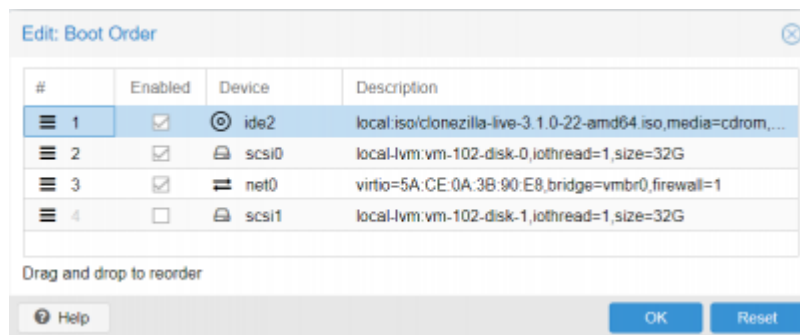 Edit: Boot Order
# Enabled Device Description
1 ide2 local:iso/clonezilla-live-3.1.0-22-amd64.iso,media=cdrom,...
2 scsi0 local-lvm:vm-102-disk-0,iothread=1,size=32G
3 net0 virtio=5A:CE:0A:3B:90:E8,bridge=vmbr0,firewall=1
4 scsi1 local-lvm:vm-102-disk-1,iothread=1,size=32G
Drag and drop to reorder
Help OK Reset